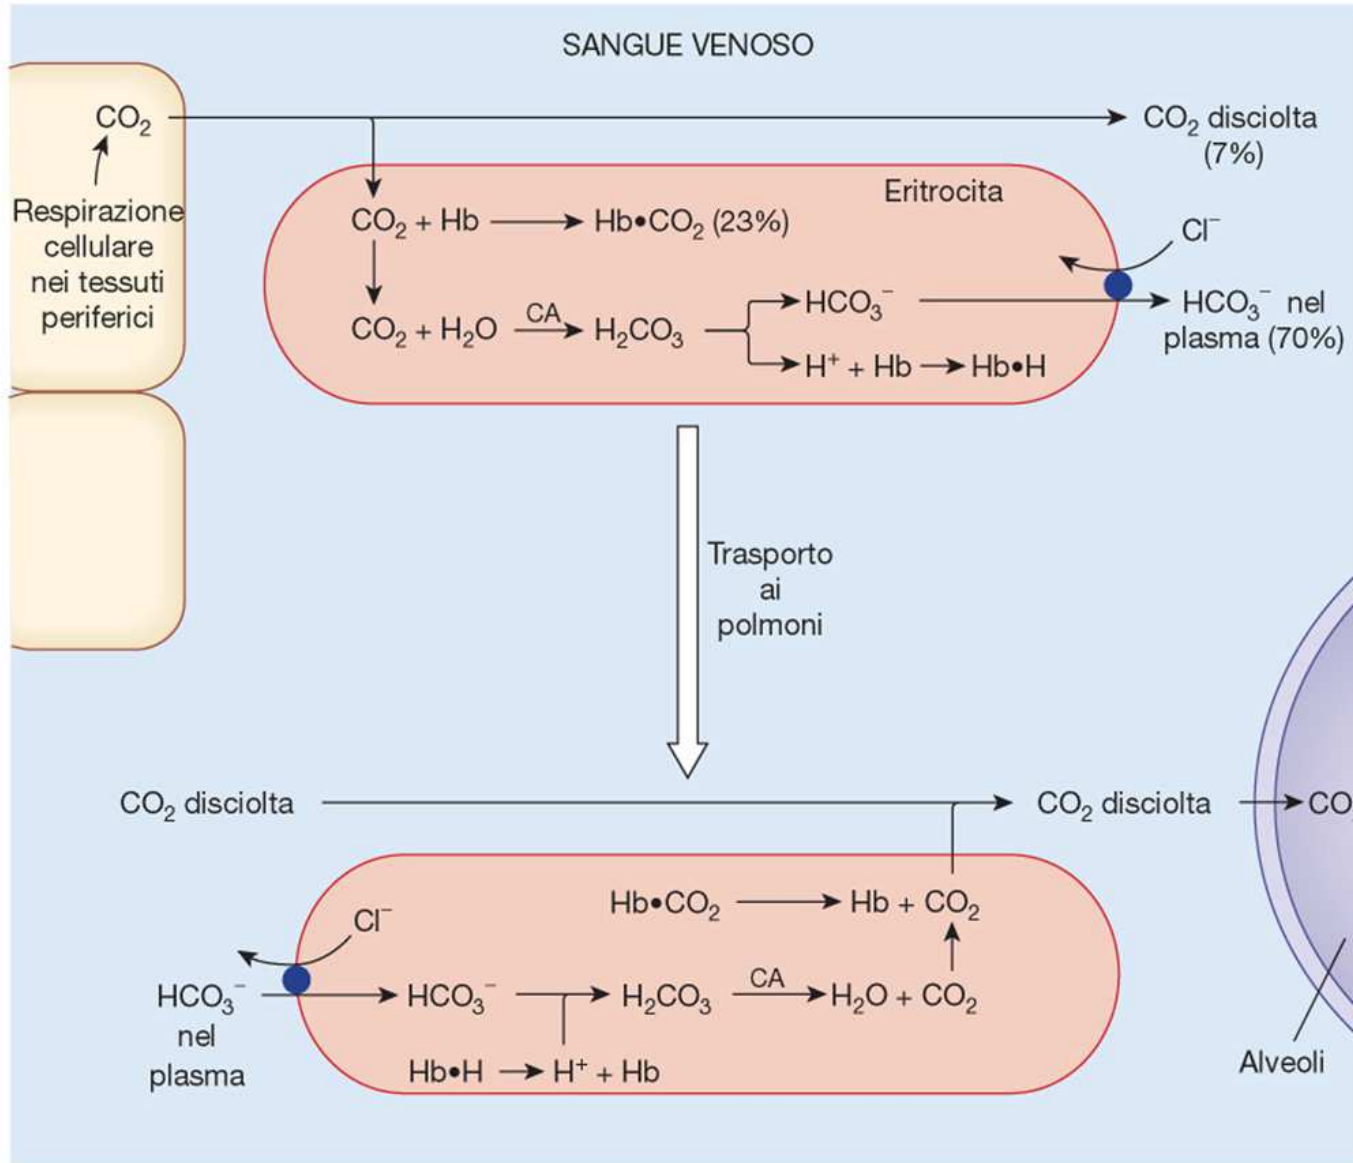 SANGUE VENOSO
CO₂
CO₂ disciolta
(7%)
Respirazione
cellulare
nei tessuti
periferici
Eritrocita
CO₂ + Hb → Hb•CO₂ (23%)
Cl⁻
CO₂ + H₂O CA → H₂CO₃
HCO₃⁻
HCO₃⁻ nel
plasma (70%)
H⁺ + Hb → Hb•H
Trasporto
ai
polmoni
CO₂ disciolta
CO₂ disciolta
CO
Hb•CO₂ → Hb + CO₂
Cl⁻
HCO₃⁻
nel
plasma
HCO₃⁻ → H₂CO₃ CA → H₂O + CO₂
Hb•H → H⁺ + Hb
Alveoli